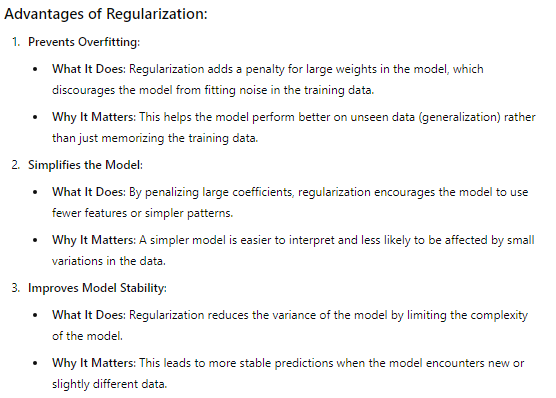 Advantages of Regularization:
1. Prevents Overfitting:
• What It Does: Regularization adds a penalty for large weights in the model, which
discourages the model from fitting noise in the training data.
• Why It Matters: This helps the model perform better on unseen data (generalization) rather
than just memorizing the training data.
2. Simplifies the Model:
• What It Does: By penalizing large coefficients, regularization encourages the model to use
fewer features or simpler patterns.
• Why It Matters: A simpler model is easier to interpret and less likely to be affected by small
variations in the data.
3. Improves Model Stability:
• What It Does: Regularization reduces the variance of the model by limiting the complexity
of the model.
• Why It Matters: This leads to more stable predictions when the model encounters new or
slightly different data.